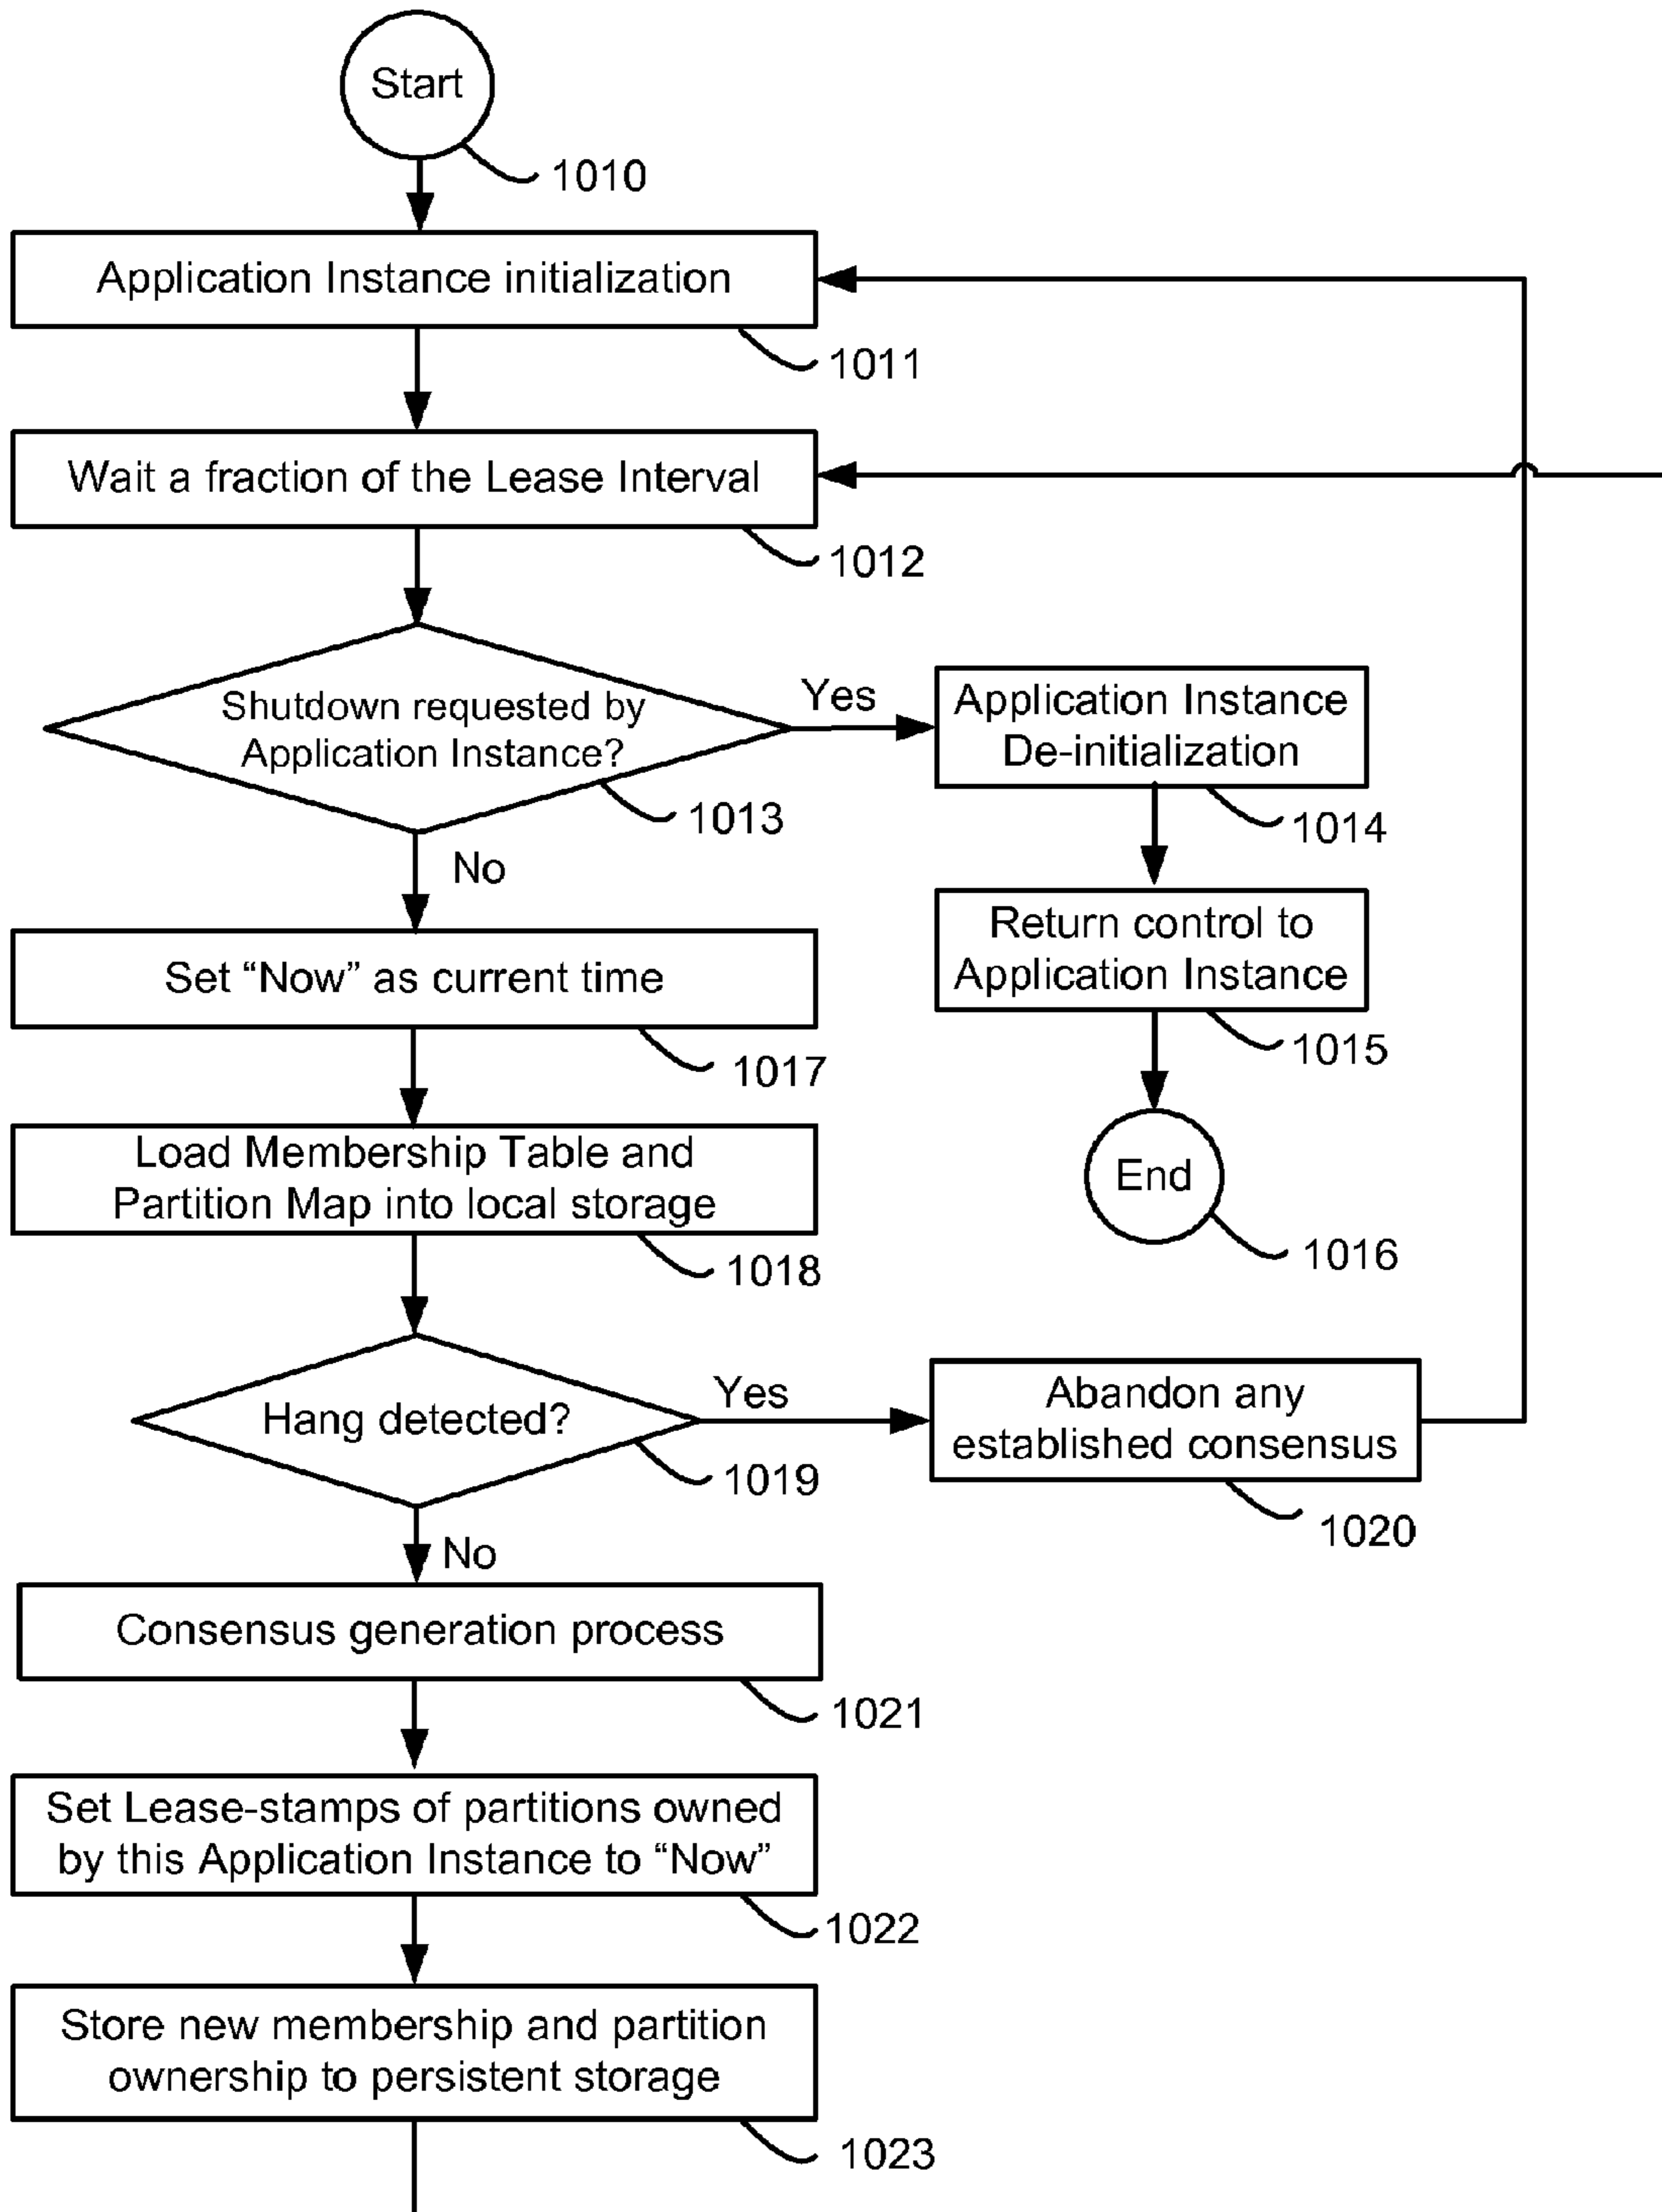 Start
1010
Application Instance initialization
1011
Wait a fraction of the Lease Interval
1012
Shutdown requested by
Application Instance?
1013
Yes
Application Instance
De-initialization
1014
Return control to
Application Instance
1015
End
1016
No
Set “Now” as current time
1017
Load Membership Table and
Partition Map into local storage
1018
Hang detected?
1019
Yes
Abandon any
established consensus
1020
No
Consensus generation process
1021
Set Lease-stamps of partitions owned
by this Application Instance to “Now”
1022
Store new membership and partition
ownership to persistent storage
1023